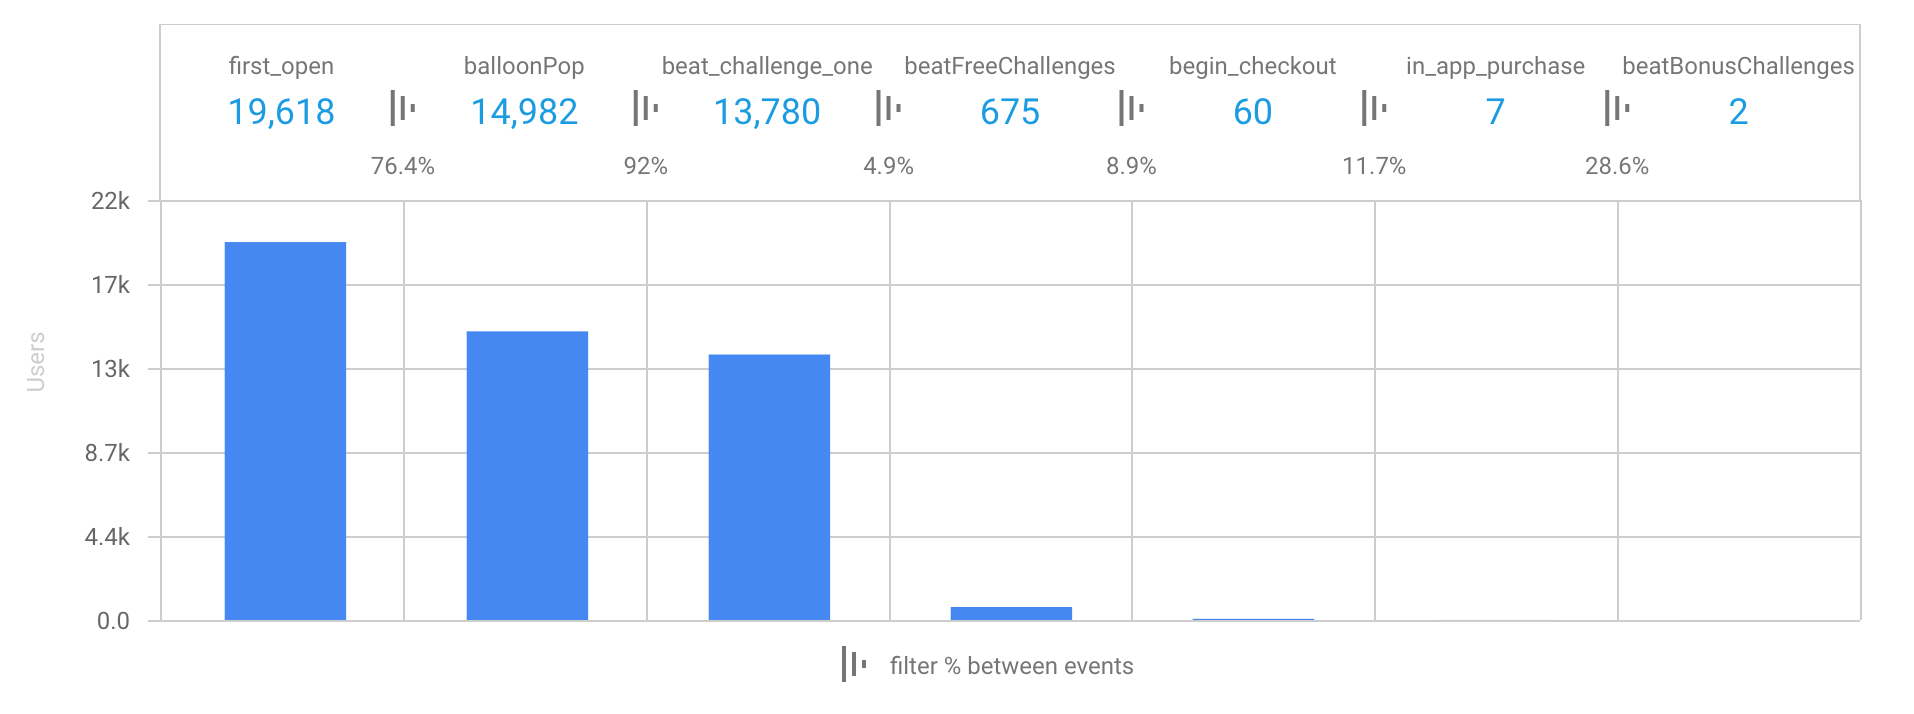 first_open balloonPop beat_challenge_one beatFreeChallenges begin_checkout in_app_purchase beatBonusChallenges
19,618 14,982 13,780 675 60 7 2
76.4% 92% 4.9% 8.9% 11.7% 28.6%
22k
17k
13k
8.7k
4.4k
0.0
Users
filter % between events